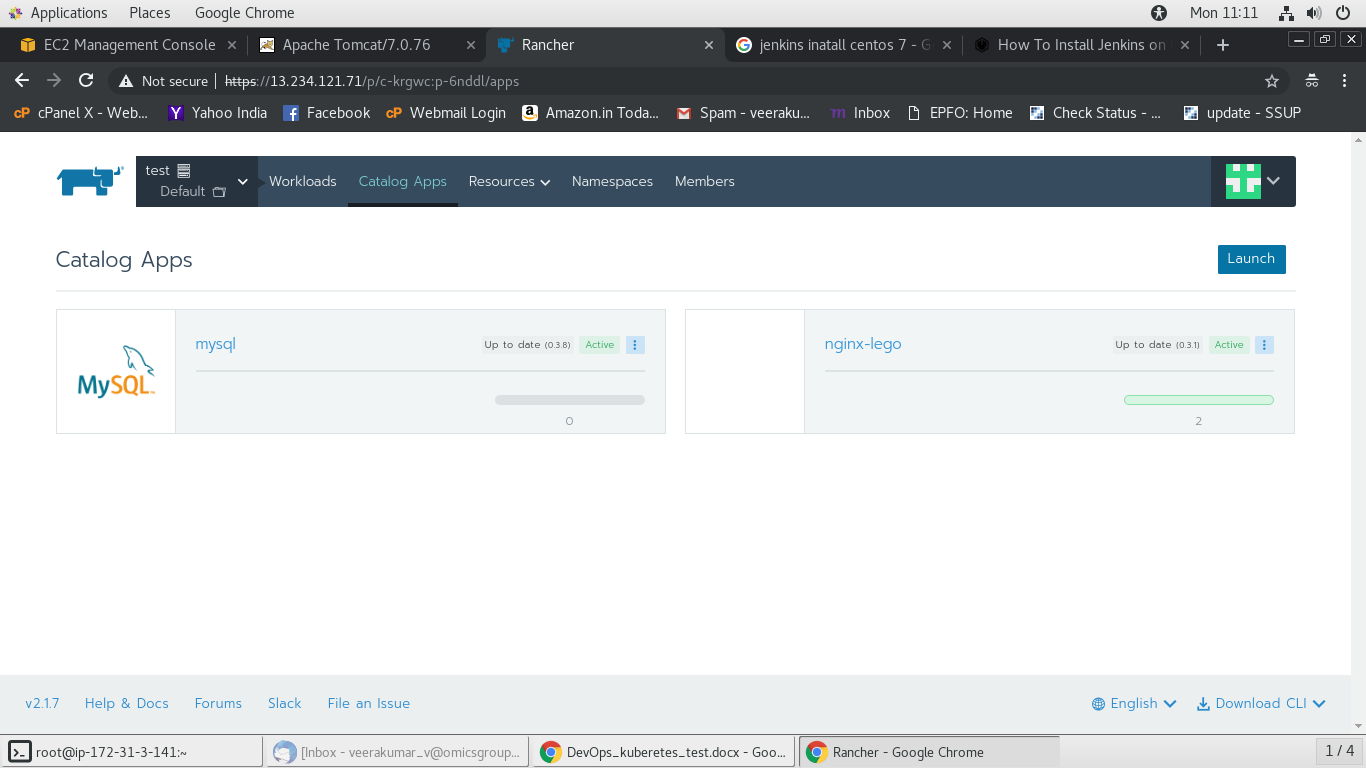 Applications Places Google Chrome Mon 11:11
EC2 Management Console Apache Tomcat/7.0.76 Rancher jenkins inatall centos 7 - G How To Install Jenkins on
Not secure https://13.234.121.71/p/c-krgwc:p-6nddl/apps
cP cPanel X - Web... Yahoo India Facebook cP Webmail Login Amazon.in Toda... Spam - veeraku... m Inbox EPFO: Home Check Status - ... update - SSUP
test
Default
Workloads Catalog Apps Resources Namespaces Members
Catalog Apps Launch
MySQL™
mysql Up to date (0.3.8) Active
0
nginx-lego Up to date (0.3.1) Active
2
v2.1.7 Help & Docs Forums Slack File an Issue English Download CLI
root@ip-172-31-3-141:~ [Inbox - veerakumar_v@omicsgroup... DevOps_kuberetes_test.docx - Goo... Rancher - Google Chrome 1 / 4